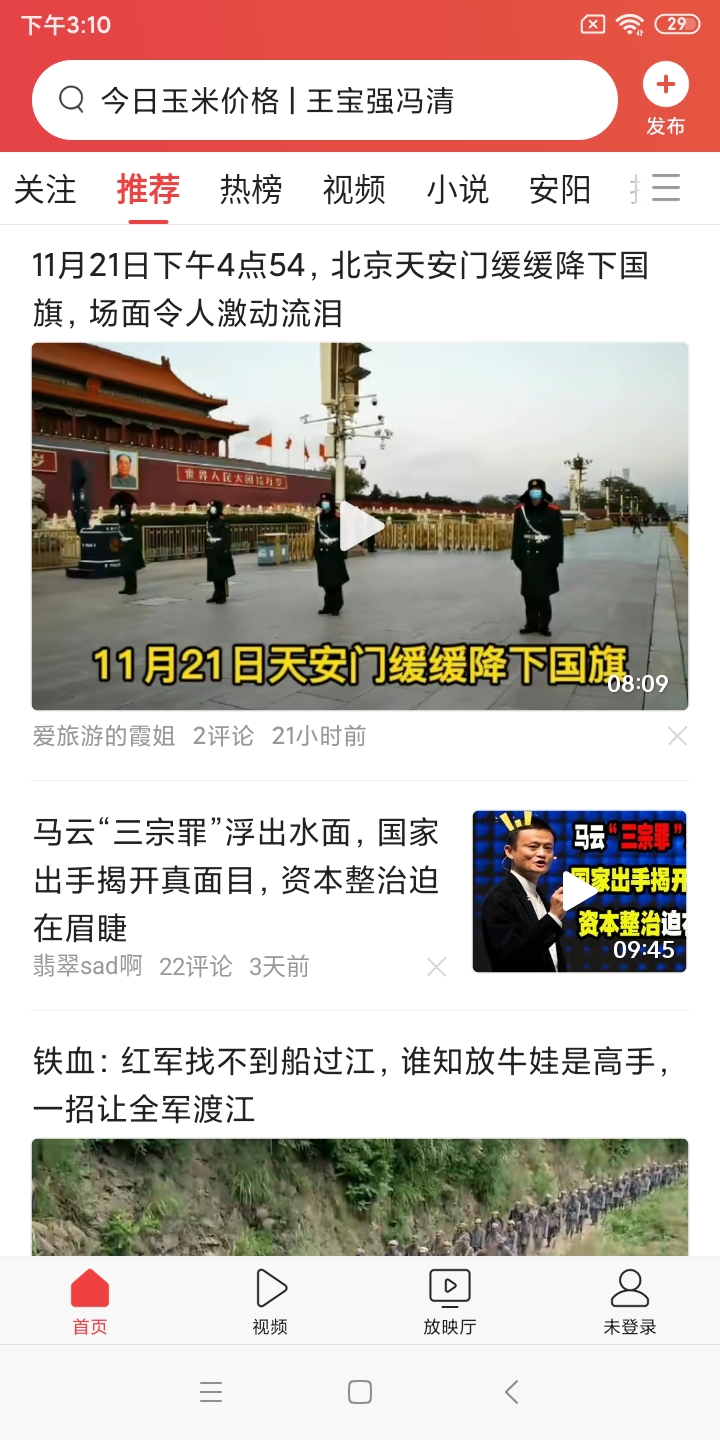 下午3:10
29
今日玉米价格 | 王宝强冯清
发布
关注 推荐 热榜 视频 小说 安阳
11月21日下午4点54，北京天安门缓缓降下国
旗，场面令人激动流泪
世界人民大团结万岁
11月21日天安门缓缓降下国旗
08:09
爱旅游的霞姐 2评论 21小时前
马云“三宗罪”浮出水面，国家
出手揭开真面目，资本整治迫
在眉睫
翡翠sad啊 22评论 3天前
马云“三宗罪”
国家出手揭开
资本整治迫在
09:45
铁血：红军找不到船过江，谁知放牛娃是高手，
一招让全军渡江
首页 视频 放映厅 未登录